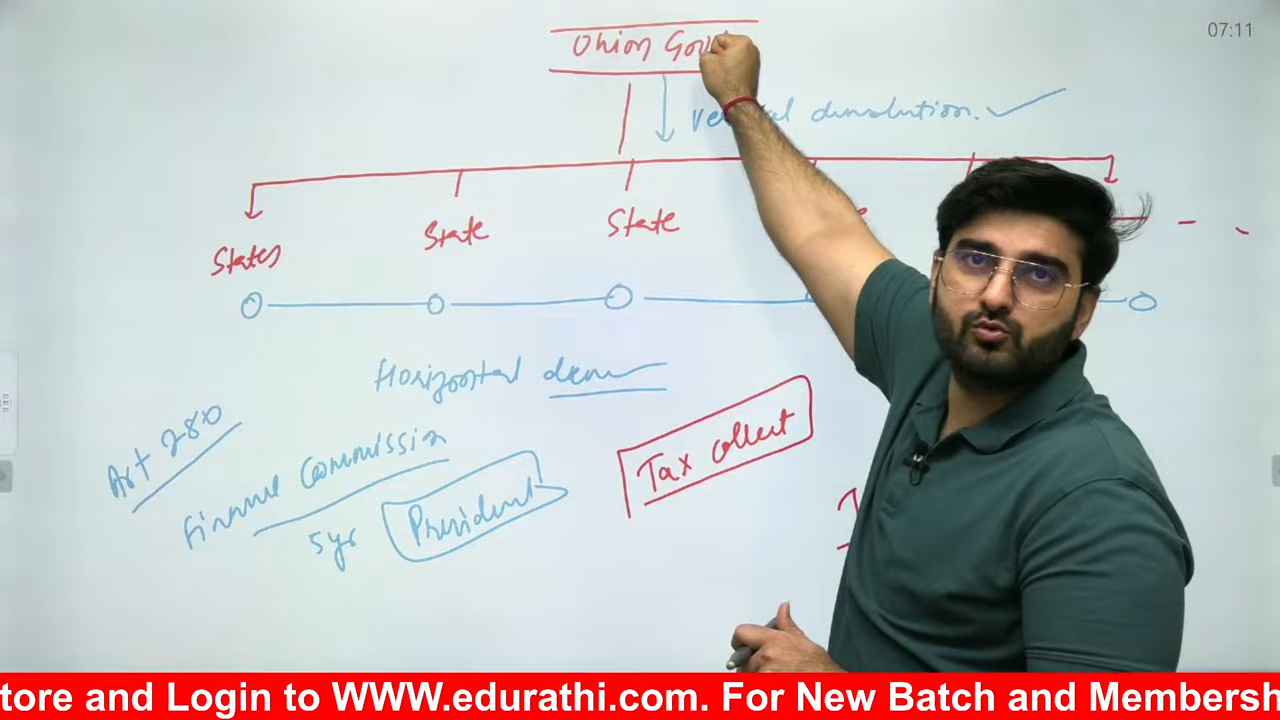 07:11
Union Gov
vertical devolution.
States State State
Horizontal
Art 280
Finance Commission
5yr President
Tax collect
tore and Login to WWW.edurathi.com. For New Batch and Membersh